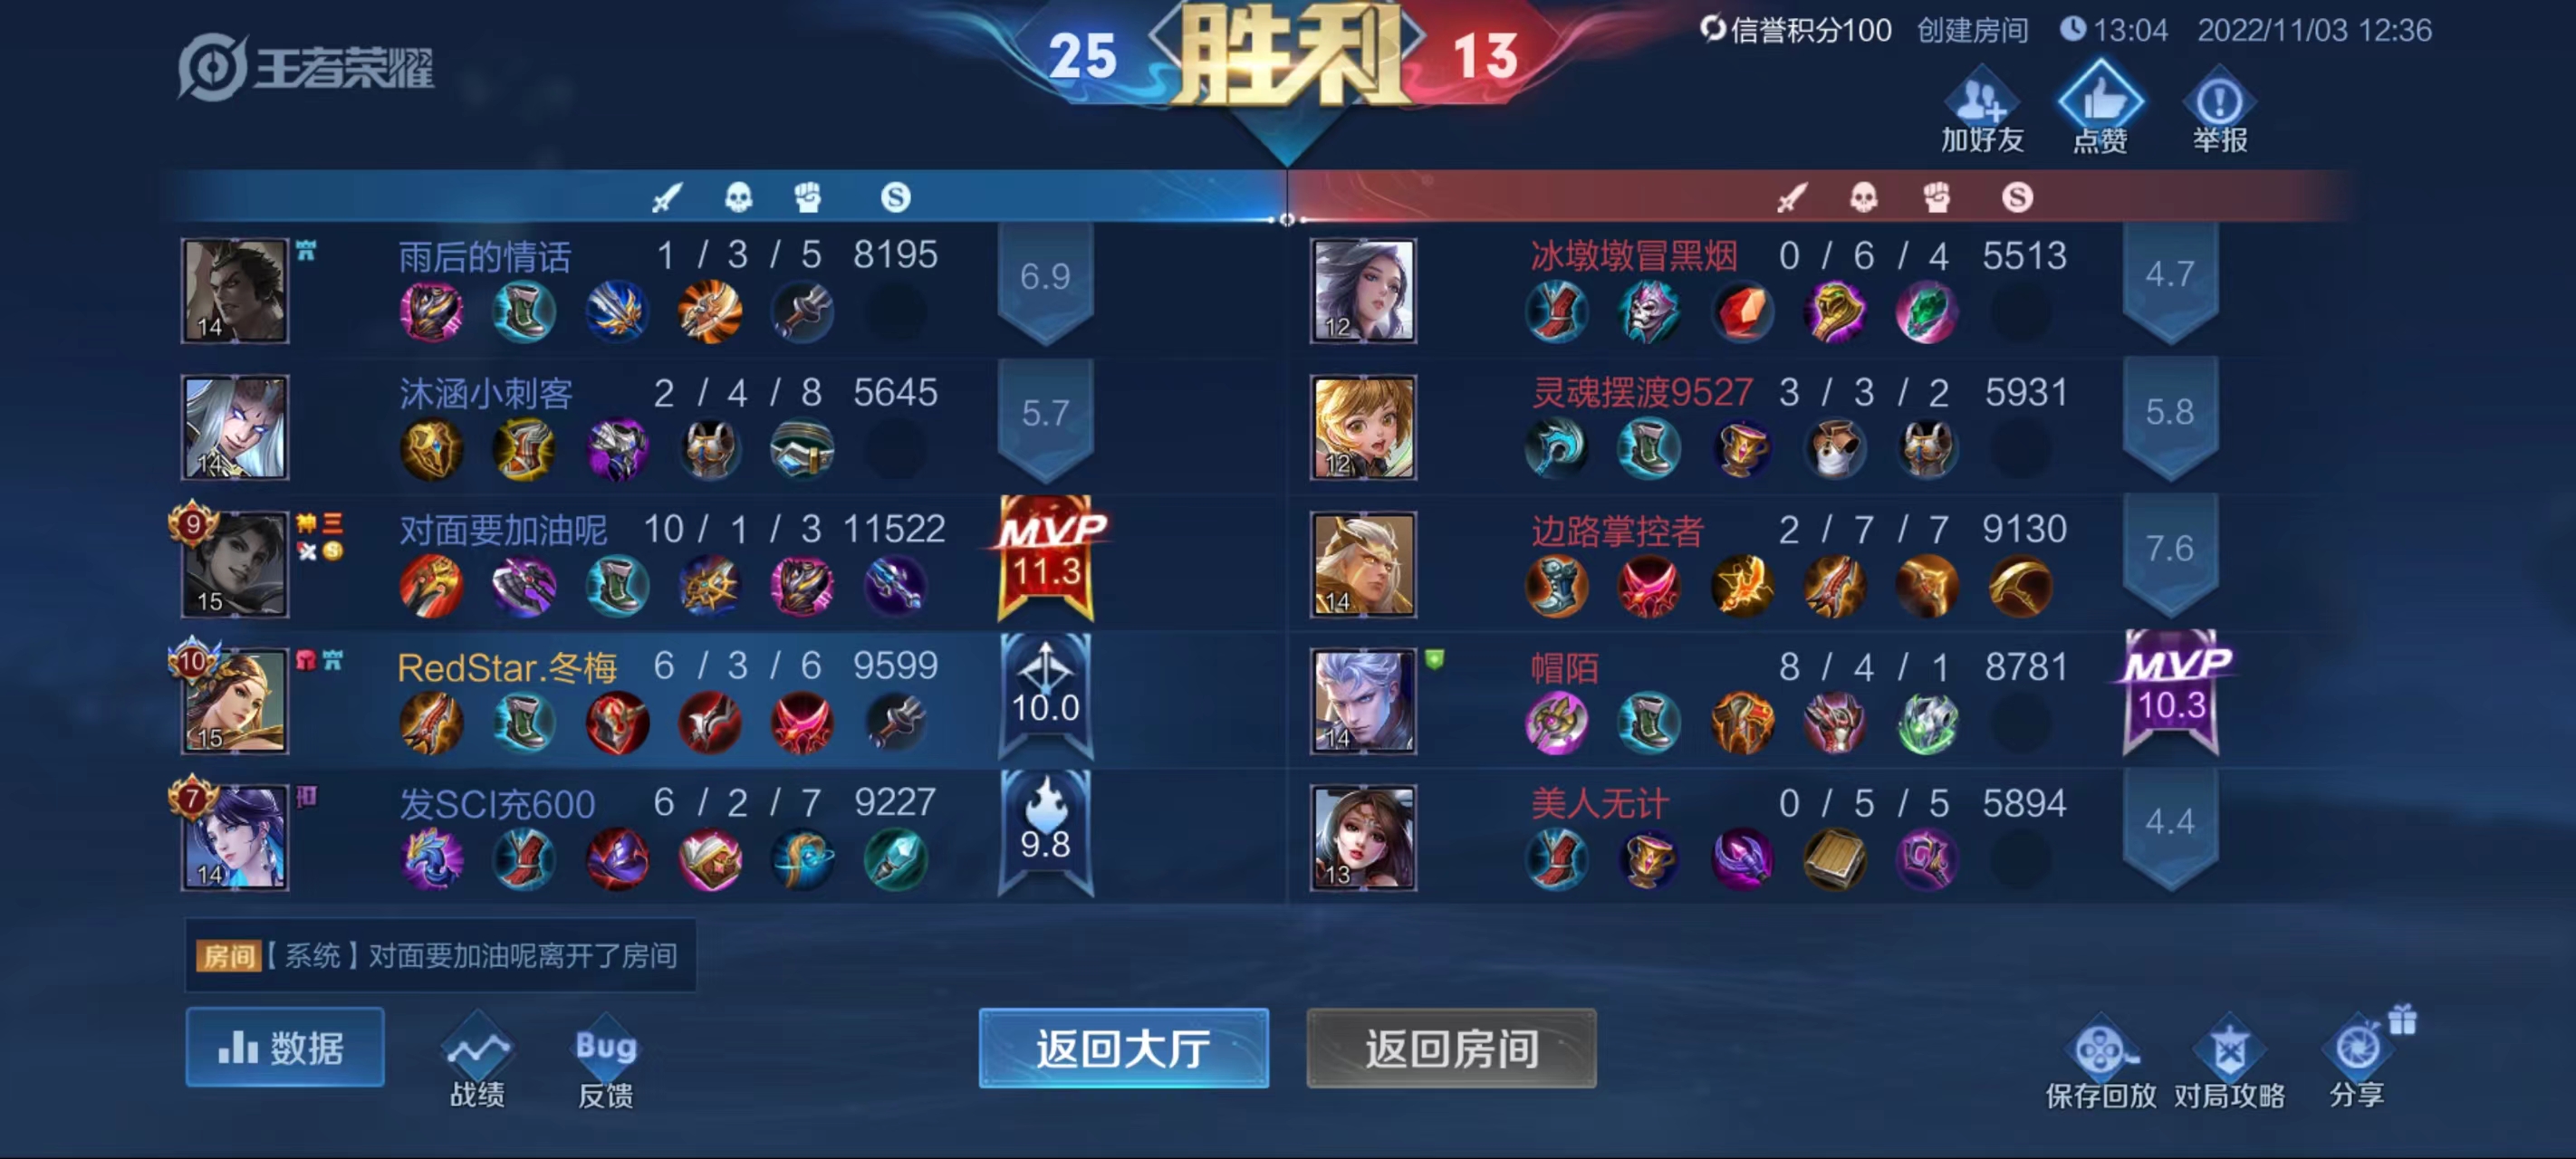 王者荣耀
25 胜利 13
信誉积分100 创建房间 13:04 2022/11/03 12:36
加好友 点赞 举报
S S
14 雨后的情话 1 / 3 / 5 8195 6.9
12 冰墩墩冒黑烟 0 / 6 / 4 5513 4.7
14 沐涵小刺客 2 / 4 / 8 5645 5.7
12 灵魂摆渡9527 3 / 3 / 2 5931 5.8
9 神 三 S 15 对面要加油呢 10 / 1 / 3 11522 MVP 11.3
14 边路掌控者 2 / 7 / 7 9130 7.6
10 15 RedStar.冬梅 6 / 3 / 6 9599 10.0
14 帽陌 8 / 4 / 1 8781 MVP 10.3
7 14 发SCI充600 6 / 2 / 7 9227 9.8
13 美人无计 0 / 5 / 5 5894 4.4
房间【系统】对面要加油呢离开了房间
数据 战绩 Bug 反馈 返回大厅 返回房间 保存回放 对局攻略 分享